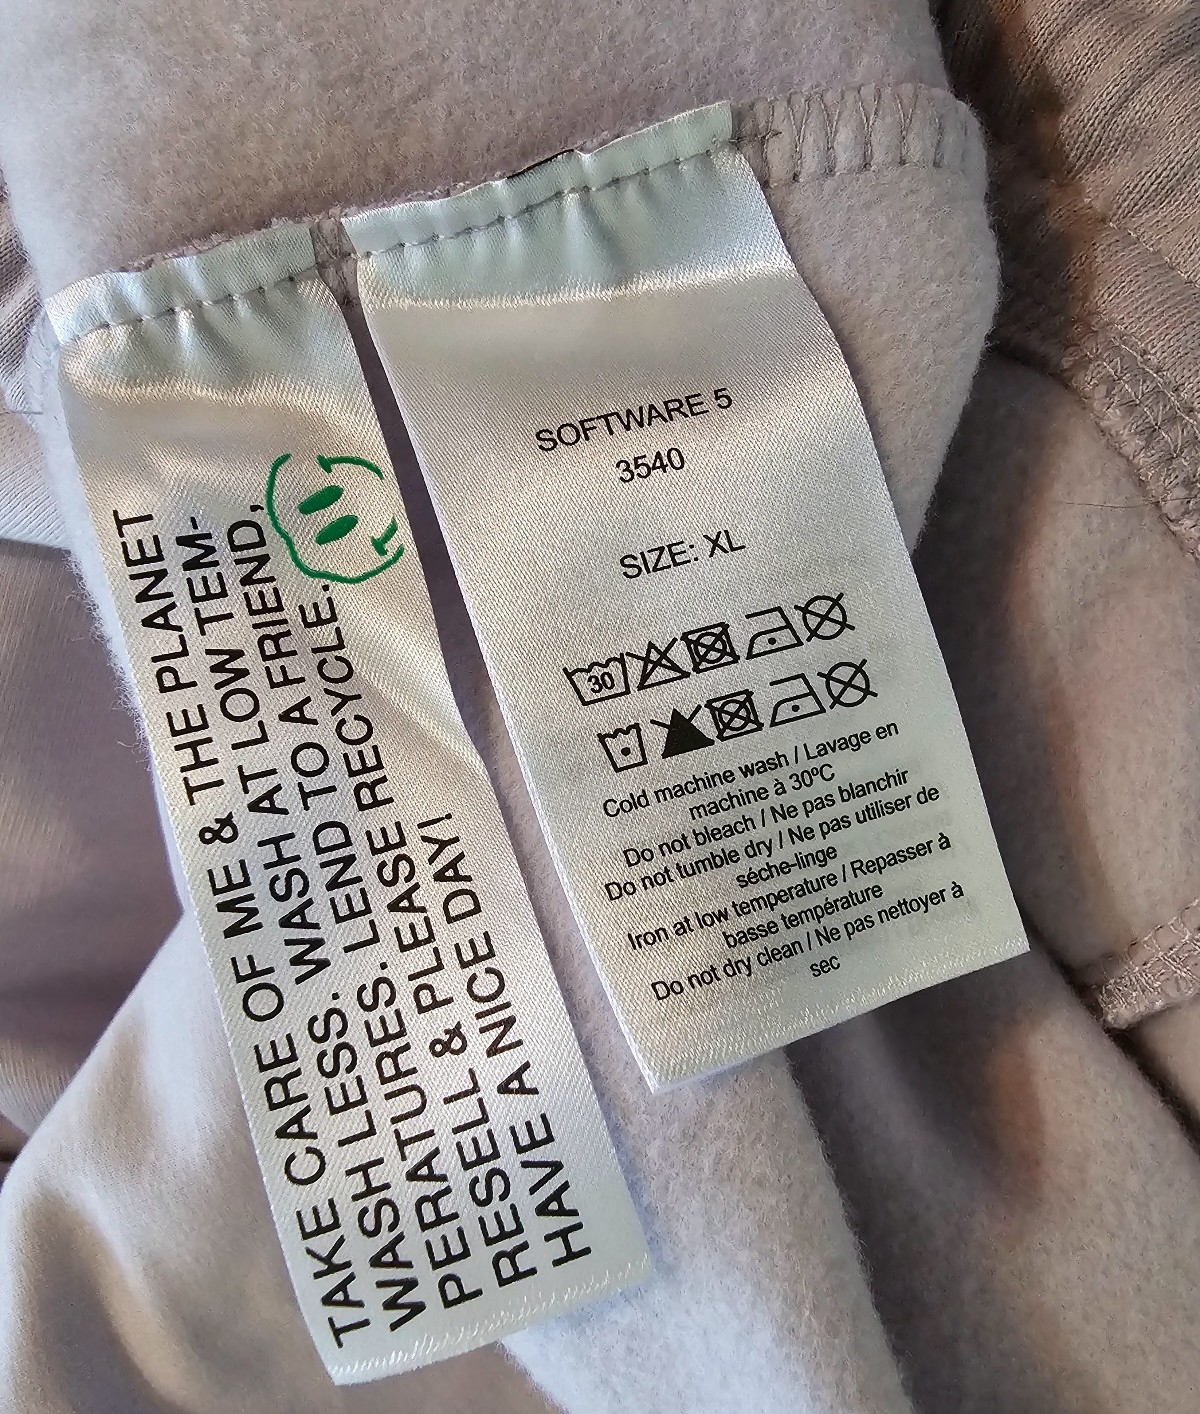 TAKE CARE OF ME & THE PLANET
WASH LESS. WASH AT LOW TEM-
PERATURES. LEND TO A FRIEND,
PRESELL & PLEASE RECYCLE.
HAVE A NICE DAY!
SOFTWARE 5
3540
SIZE: XL
30
Cold machine wash / Lavage en
machine à 30ºC
Do not bleach / Ne pas blanchir
Do not tumble dry / Ne pas utiliser de
séche-linge
Iron at low temperature / Repasser à
basse température
Do not dry clean / Ne pas nettoyer à
sec